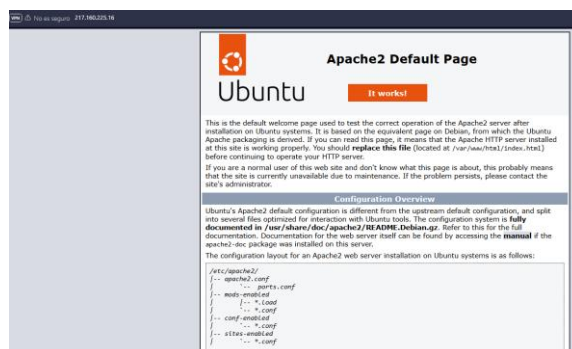 VPN No es seguro 217.160.225.16
Apache2 Default Page
Ubuntu
It works!
This is the default welcome page used to test the correct operation of the Apache2 server after
installation on Ubuntu systems. It is based on the equivalent page on Debian, from which the Ubuntu
Apache packaging is derived. If you can read this page, it means that the Apache HTTP server installed
at this site is working properly. You should replace this file (located at /var/www/html/index.html)
before continuing to operate your HTTP server.
If you are a normal user of this web site and don't know what this page is about, this probably means
that the site is currently unavailable due to maintenance. If the problem persists, please contact the
site's administrator.
Configuration Overview
Ubuntu's Apache2 default configuration is different from the upstream default configuration, and split
into several files optimized for interaction with Ubuntu tools. The configuration system is fully
documented in /usr/share/doc/apache2/README.Debian.gz. Refer to this for the full
documentation. Documentation for the web server itself can be found by accessing the manual if the
apache2-doc package was installed on this server.
The configuration layout for an Apache2 web server installation on Ubuntu systems is as follows:
/etc/apache2/
|-- apache2.conf
|       `--  ports.conf
|-- mods-enabled
|       |-- *.load
|       `-- *.conf
|-- conf-enabled
|       `-- *.conf
|-- sites-enabled
|       `-- *.conf